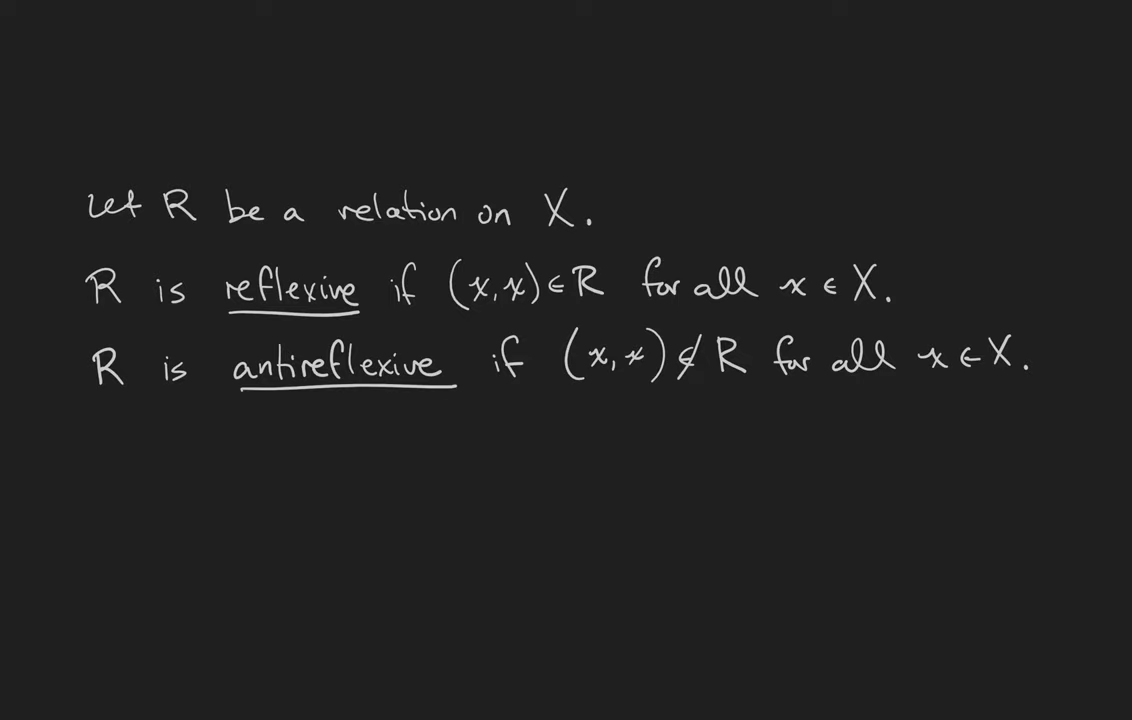 Let R be a relation on X.
R is reflexive if (x,x) ∈ R for all x ∈ X.
R is antireflexive if (x,x) ∉ R for all x ∈ X.